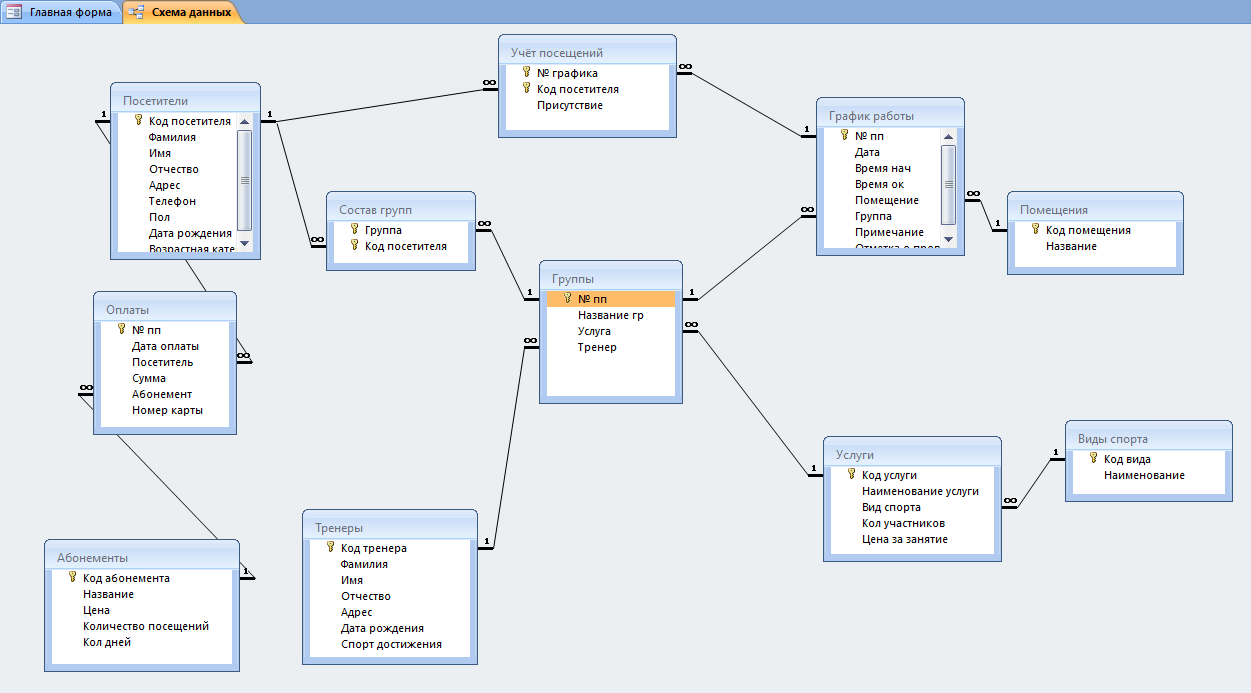 Главная форма
Схема данных
Учёт посещений
№ графика
Код посетителя
Присутствие
Посетители
Код посетителя
Фамилия
Имя
Отчество
Адрес
Телефон
Пол
Дата рождения
Возрастная кате
График работы
№ пп
Дата
Время нач
Время ок
Помещение
Группа
Примечание
Состав групп
Группа
Код посетителя
Помещения
Код помещения
Название
Группы
№ пп
Название гр
Услуга
Тренер
Оплаты
№ пп
Дата оплаты
Посетитель
Сумма
Абонемент
Номер карты
Виды спорта
Код вида
Наименование
Услуги
Код услуги
Наименование услуги
Вид спорта
Кол участников
Цена за занятие
Тренеры
Код тренера
Фамилия
Имя
Отчество
Адрес
Дата рождения
Спорт достижения
Абонементы
Код абонемента
Название
Цена
Количество посещений
Кол дней
1
∞
1
∞
∞
1
∞
1
∞
1
∞
1
∞
1
∞
1
∞
1
∞
1
∞
1